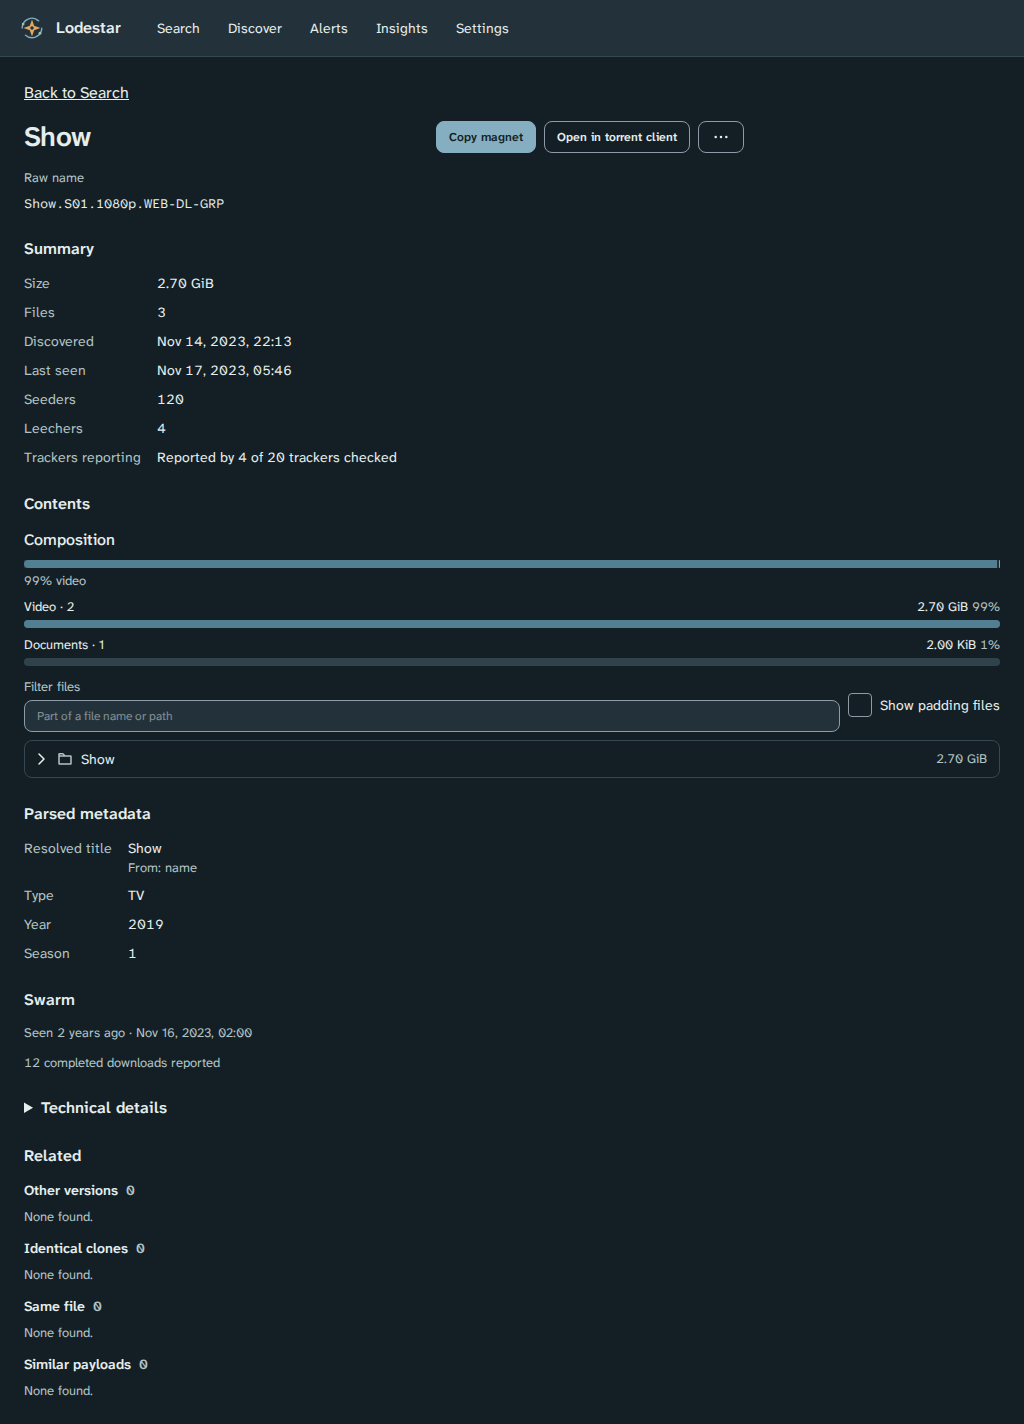 Lodestar Search Discover Alerts Insights Settings
Back to Search
Show Copy magnet Open in torrent client ...
Raw name
Show.S01.1080p.WEB-DL-GRP
Summary
Size 2.70 GiB
Files 3
Discovered Nov 14, 2023, 22:13
Last seen Nov 17, 2023, 05:46
Seeders 120
Leechers 4
Trackers reporting Reported by 4 of 20 trackers checked
Contents
Composition
99% video
Video · 2 2.70 GiB 99%
Documents · 1 2.00 KiB 1%
Filter files
Part of a file name or path Show padding files
Show 2.70 GiB
Parsed metadata
Resolved title Show
From: name
Type TV
Year 2019
Season 1
Swarm
Seen 2 years ago · Nov 16, 2023, 02:00
12 completed downloads reported
Technical details
Related
Other versions 0
None found.
Identical clones 0
None found.
Same file 0
None found.
Similar payloads 0
None found.